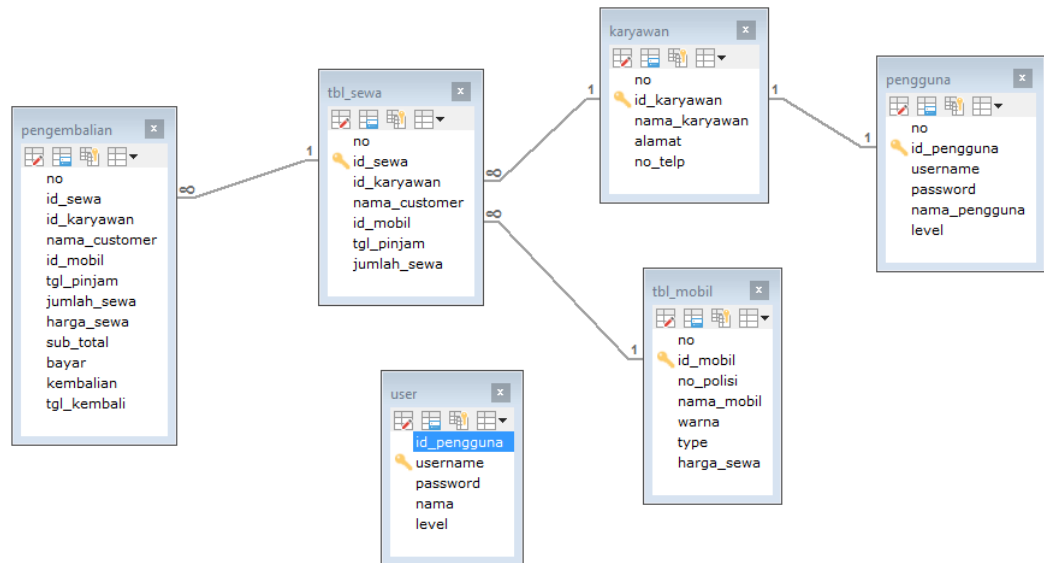 pengembalian
no
id_sewa
id_karyawan
nama_customer
id_mobil
tgl_pinjam
jumlah_sewa
harga_sewa
sub_total
bayar
kembalian
tgl_kembali
∞
1
tbl_sewa
no
id_sewa
id_karyawan
nama_customer
id_mobil
tgl_pinjam
jumlah_sewa
∞
∞
1
karyawan
no
id_karyawan
nama_karyawan
alamat
no_telp
1
1
pengguna
no
id_pengguna
username
password
nama_pengguna
level
1
tbl_mobil
no
id_mobil
no_polisi
nama_mobil
warna
type
harga_sewa
user
id_pengguna
username
password
nama
level